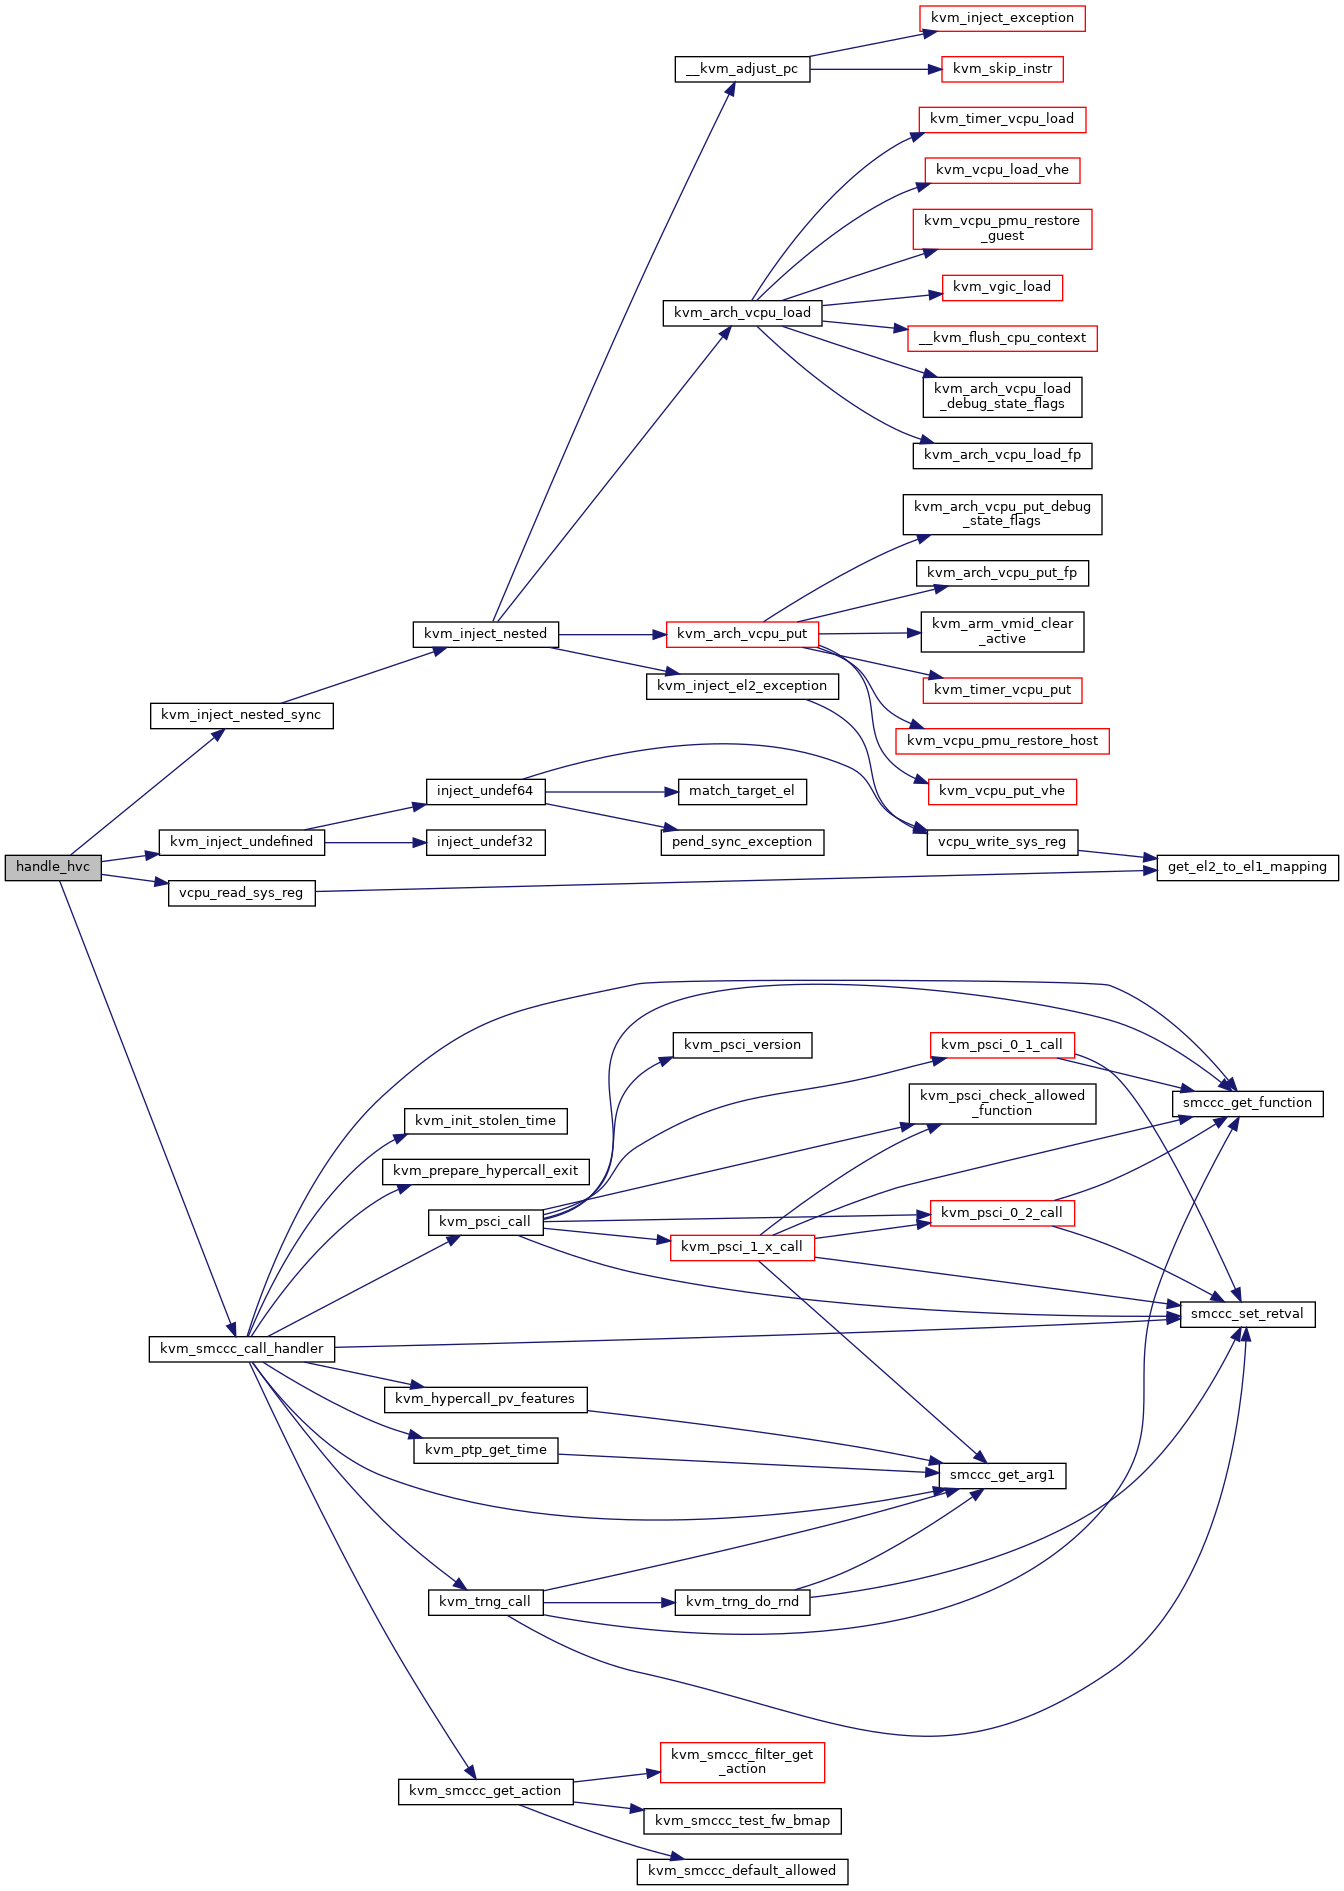 kvm_inject_exception
__kvm_adjust_pc
kvm_skip_instr
kvm_timer_vcpu_load
kvm_vcpu_load_vhe
kvm_vcpu_pmu_restore
_guest
kvm_vgic_load
kvm_arch_vcpu_load
__kvm_flush_cpu_context
kvm_arch_vcpu_load
_debug_state_flags
kvm_arch_vcpu_load_fp
kvm_arch_vcpu_put_debug
_state_flags
kvm_arch_vcpu_put_fp
kvm_arm_vmid_clear
_active
kvm_inject_nested
kvm_arch_vcpu_put
kvm_inject_el2_exception
kvm_timer_vcpu_put
kvm_inject_nested_sync
kvm_vcpu_pmu_restore_host
inject_undef64
match_target_el
kvm_vcpu_put_vhe
kvm_inject_undefined
inject_undef32
pend_sync_exception
vcpu_write_sys_reg
handle_hvc
get_el2_to_el1_mapping
vcpu_read_sys_reg
kvm_psci_version
kvm_psci_0_1_call
kvm_psci_check_allowed
_function
smccc_get_function
kvm_init_stolen_time
kvm_prepare_hypercall_exit
kvm_psci_call
kvm_psci_0_2_call
kvm_psci_1_x_call
smccc_set_retval
kvm_smccc_call_handler
kvm_hypercall_pv_features
kvm_ptp_get_time
smccc_get_arg1
kvm_trng_call
kvm_trng_do_rnd
kvm_smccc_filter_get
_action
kvm_smccc_get_action
kvm_smccc_test_fw_bmap
kvm_smccc_default_allowed